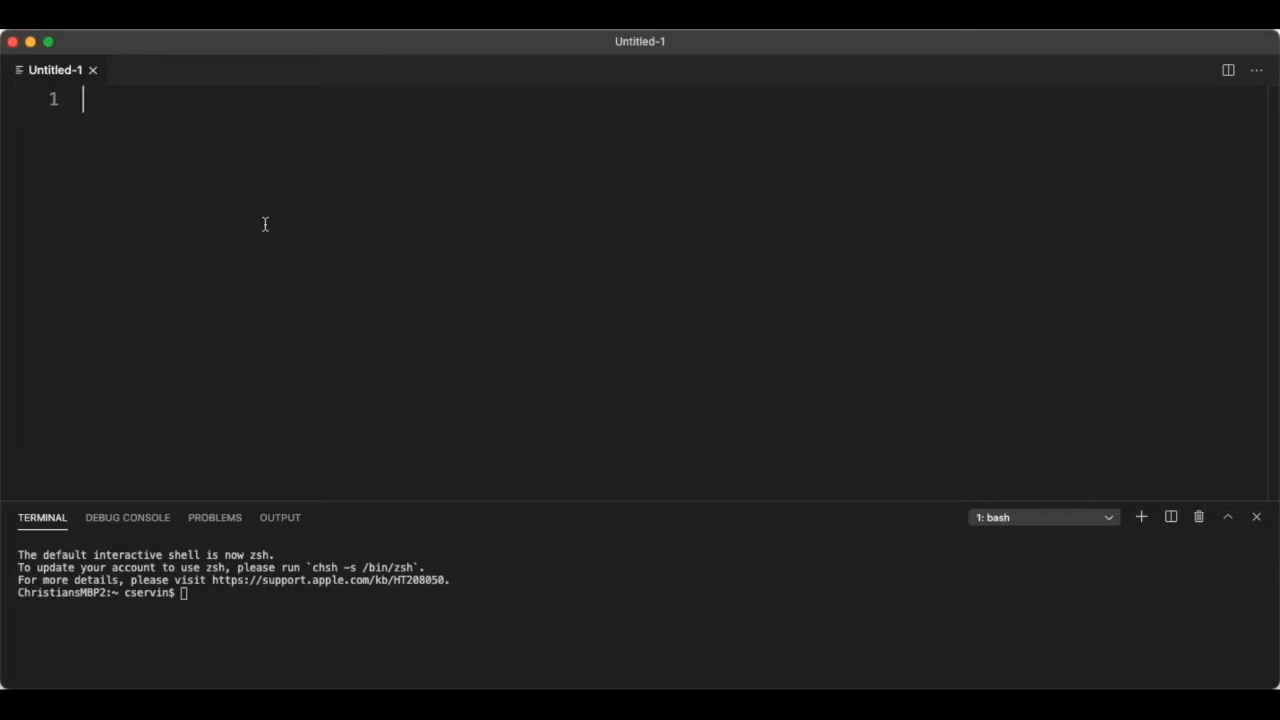 Untitled-1
Untitled-1
1
TERMINAL DEBUG CONSOLE PROBLEMS OUTPUT 1: bash
The default interactive shell is now zsh.
To update your account to use zsh, please run `chsh -s /bin/zsh`.
For more details, please visit https://support.apple.com/kb/HT208050.
ChristiansMBP2:~ cservin$